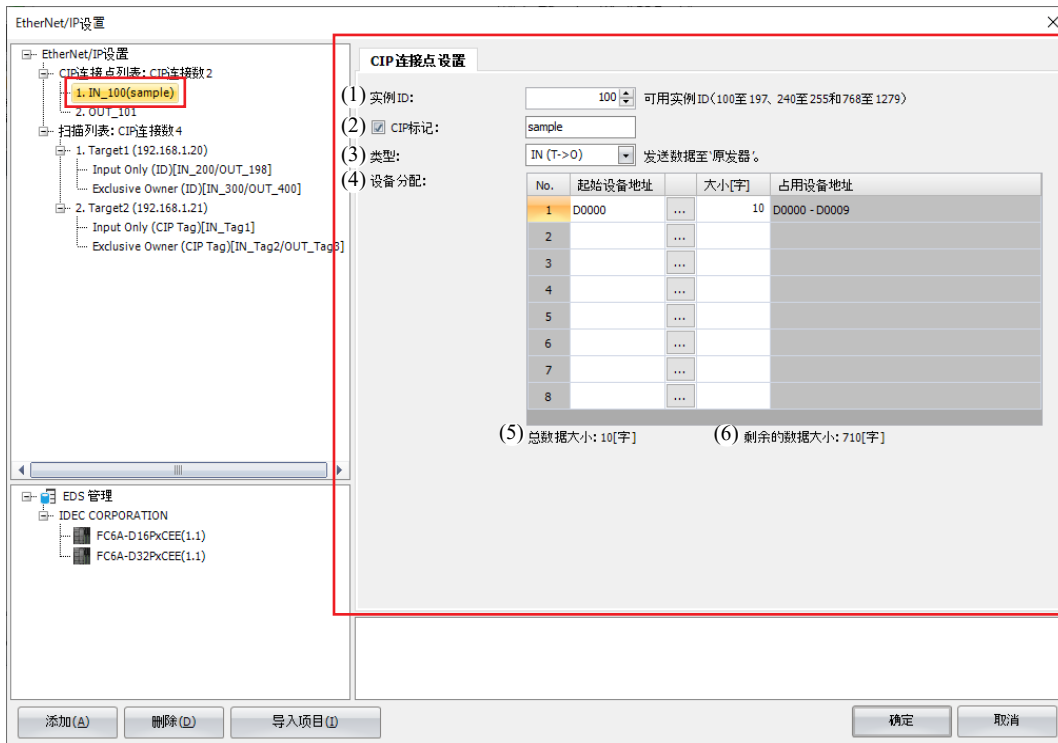 EtherNet/IP设置
EtherNet/IP设置
CIP连接点列表: CIP连接数2
1. IN_100(sample)
2. OUT_101
扫描列表: CIP连接数4
1. Target1 (192.168.1.20)
Input Only (ID)[IN_200/OUT_198]
Exclusive Owner (ID)[IN_300/OUT_400]
2. Target2 (192.168.1.21)
Input Only (CIP Tag)[IN_Tag1]
Exclusive Owner (CIP Tag)[IN_Tag2/OUT_Tag3]
EDS 管理
IDEC CORPORATION
FC6A-D16PxCEE(1.1)
FC6A-D32PxCEE(1.1)
CIP连接点设置
(1) 实例ID: 100 可用实例ID(100至197、240至255和768至1279)
(2) CIP标记: sample
(3) 类型: IN (T->O) 发送数据至'原发器'。
(4) 设备分配:
No. 起始设备地址 大小[字] 占用设备地址
1 D0000 ... 10 D0000 - D0009
2 ...
3 ...
4 ...
5 ...
6 ...
7 ...
8 ...
(5) 总数据大小: 10[字] (6) 剩余的数据大小: 710[字]
添加(A) 删除(D) 导入项目(I) 确定 取消